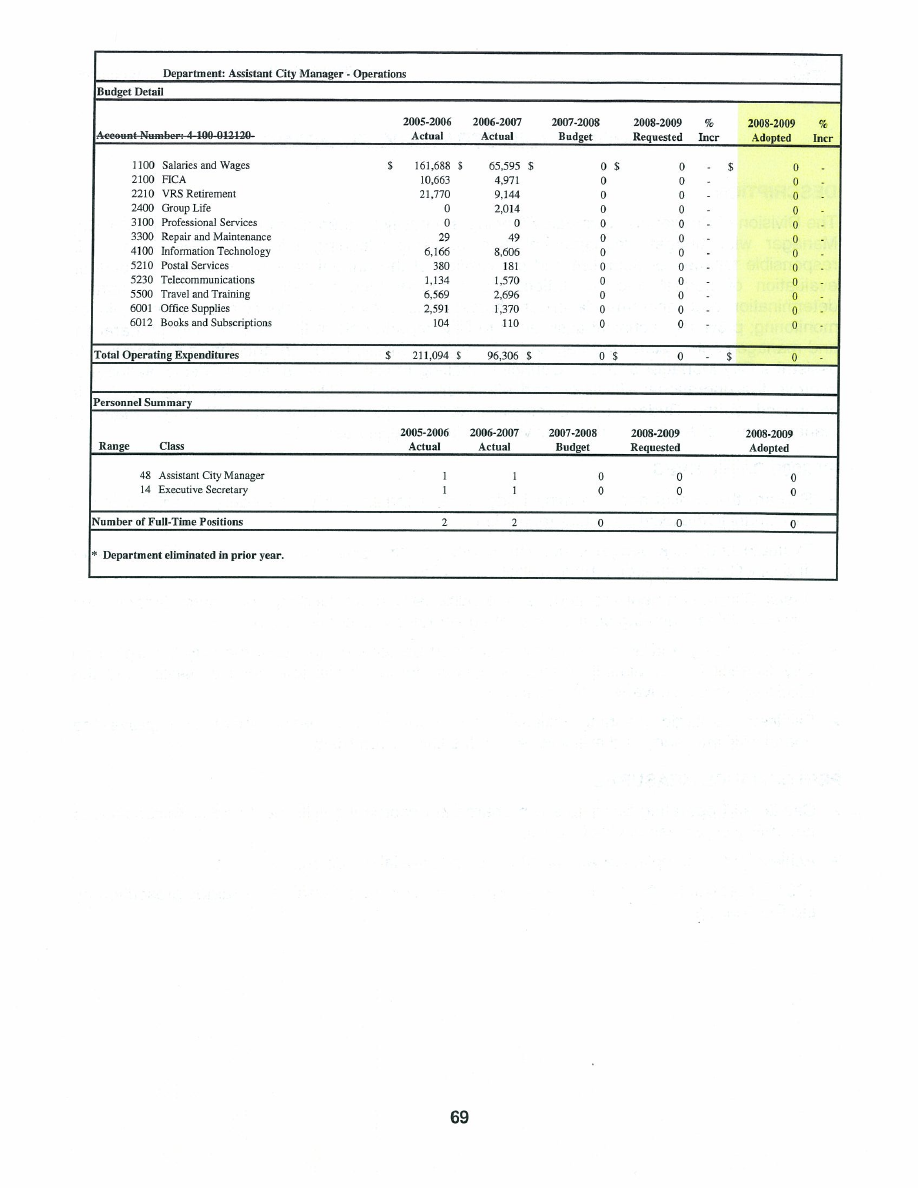 Department: Assistant City Manager - Operations
Budget Detail
2005-2006 2006-2007 2007-2008 2008-2009 % 2008-2009 %
Account Number: 4-100-012120 Actual Actual Budget Requested Incr Adopted Incr
1100 Salaries and Wages $ 161,688 $ 65,595 $ 0 $ 0 - $ 0 -
2100 FICA 10,663 4,971 0 0 - 0 -
2210 VRS Retirement 21,770 9,144 0 0 - 0 -
2400 Group Life 0 2,014 0 0 - 0 -
3100 Professional Services 0 0 0 0 - 0 -
3300 Repair and Maintenance 29 49 0 0 - 0 -
4100 Information Technology 6,166 8,606 0 0 - 0 -
5210 Postal Services 380 181 0 0 - 0 -
5230 Telecommunications 1,134 1,570 0 0 - 0 -
5500 Travel and Training 6,569 2,696 0 0 - 0 -
6001 Office Supplies 2,591 1,370 0 0 - 0 -
6012 Books and Subscriptions 104 110 0 0 - 0 -
Total Operating Expenditures $ 211,094 $ 96,306 $ 0 $ 0 - $ 0 -
Personnel Summary
2005-2006 2006-2007 2007-2008 2008-2009 2008-2009
Range Class Actual Actual Budget Requested Adopted
48 Assistant City Manager 1 1 0 0 0
14 Executive Secretary 1 1 0 0 0
Number of Full-Time Positions 2 2 0 0 0
* Department eliminated in prior year.
69